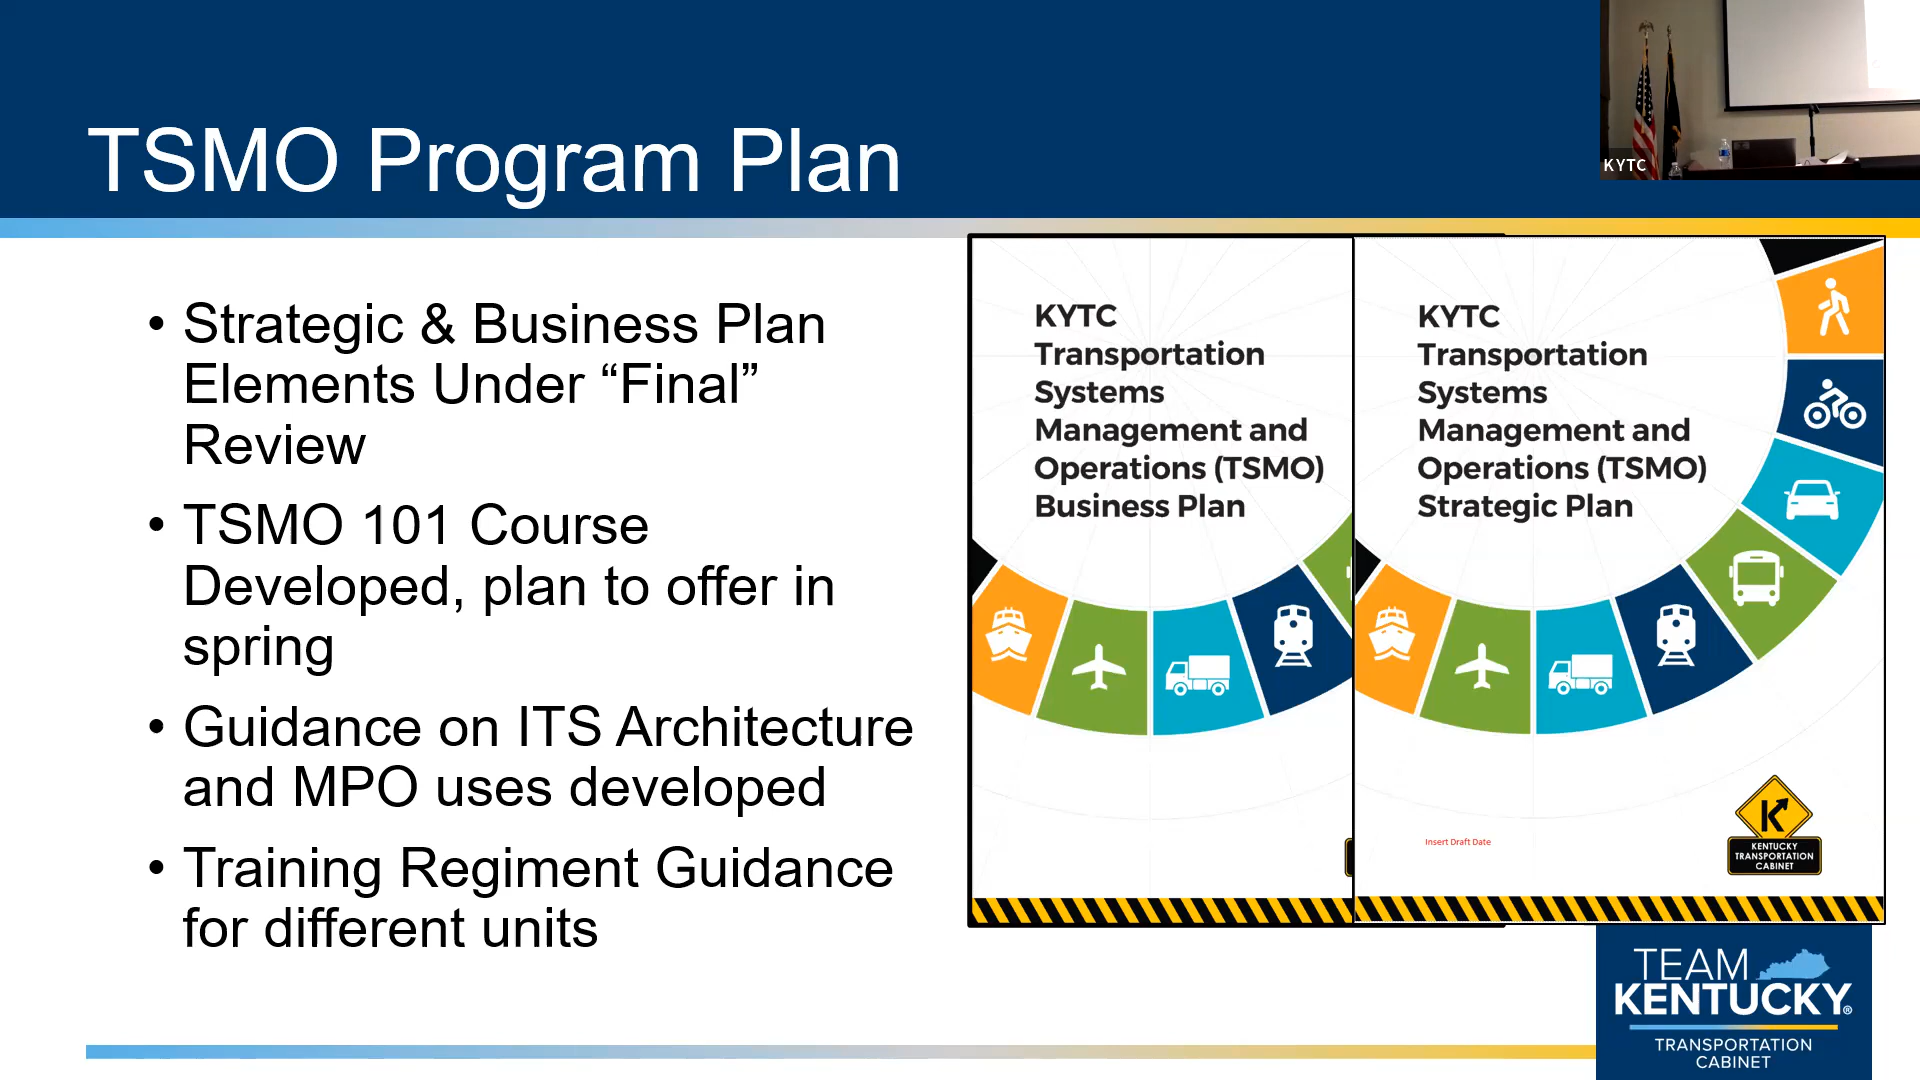 TSMO Program Plan
KYTC
• Strategic & Business Plan
Elements Under “Final”
Review
• TSMO 101 Course
Developed, plan to offer in
spring
• Guidance on ITS Architecture
and MPO uses developed
• Training Regiment Guidance
for different units
KYTC
Transportation
Systems
Management and
Operations (TSMO)
Business Plan
KYTC
Transportation
Systems
Management and
Operations (TSMO)
Strategic Plan
Insert Draft Date
K
KENTUCKY
TRANSPORTATION
CABINET
TEAM
KENTUCKY®
TRANSPORTATION
CABINET